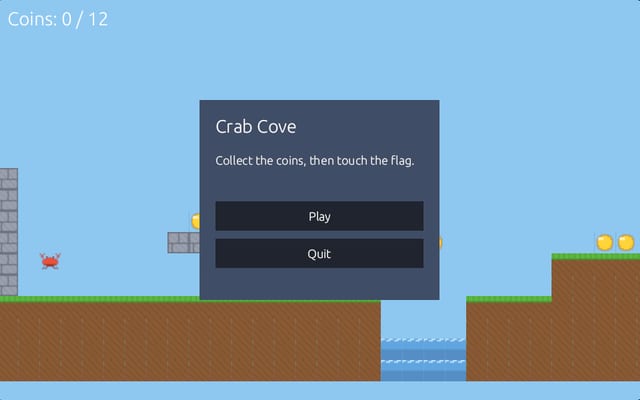 Coins: 0 / 12
Crab Cove
Collect the coins, then touch the flag.
Play
Quit